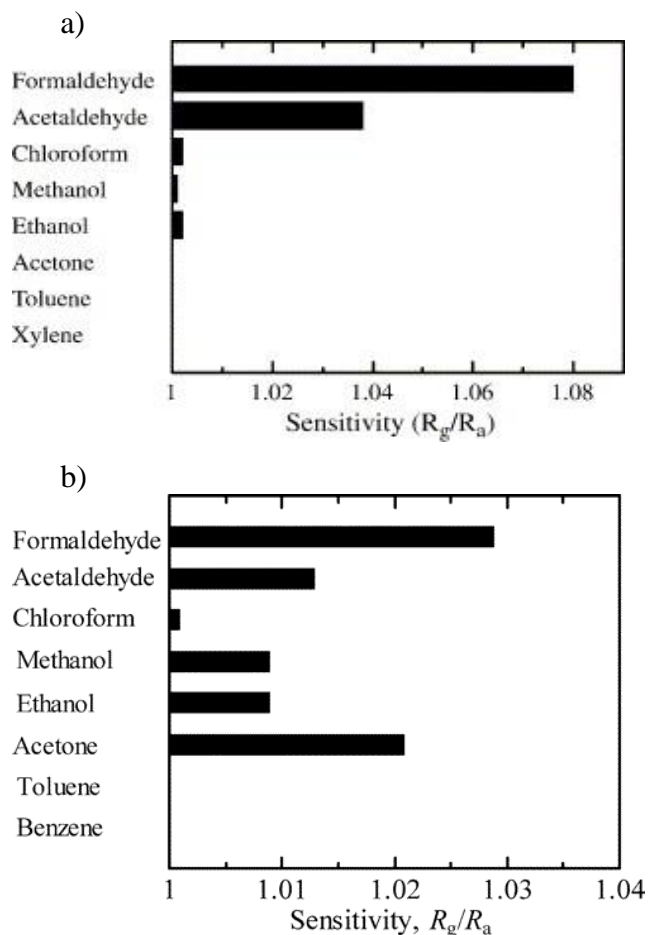 a)
Formaldehyde
Acetaldehyde
Chloroform
Methanol
Ethanol
Acetone
Toluene
Xylene
1 1.02 1.04 1.06 1.08
Sensitivity (Rg/Ra)
b)
Formaldehyde
Acetaldehyde
Chloroform
Methanol
Ethanol
Acetone
Toluene
Benzene
1 1.01 1.02 1.03 1.04
Sensitivity, Rg/Ra